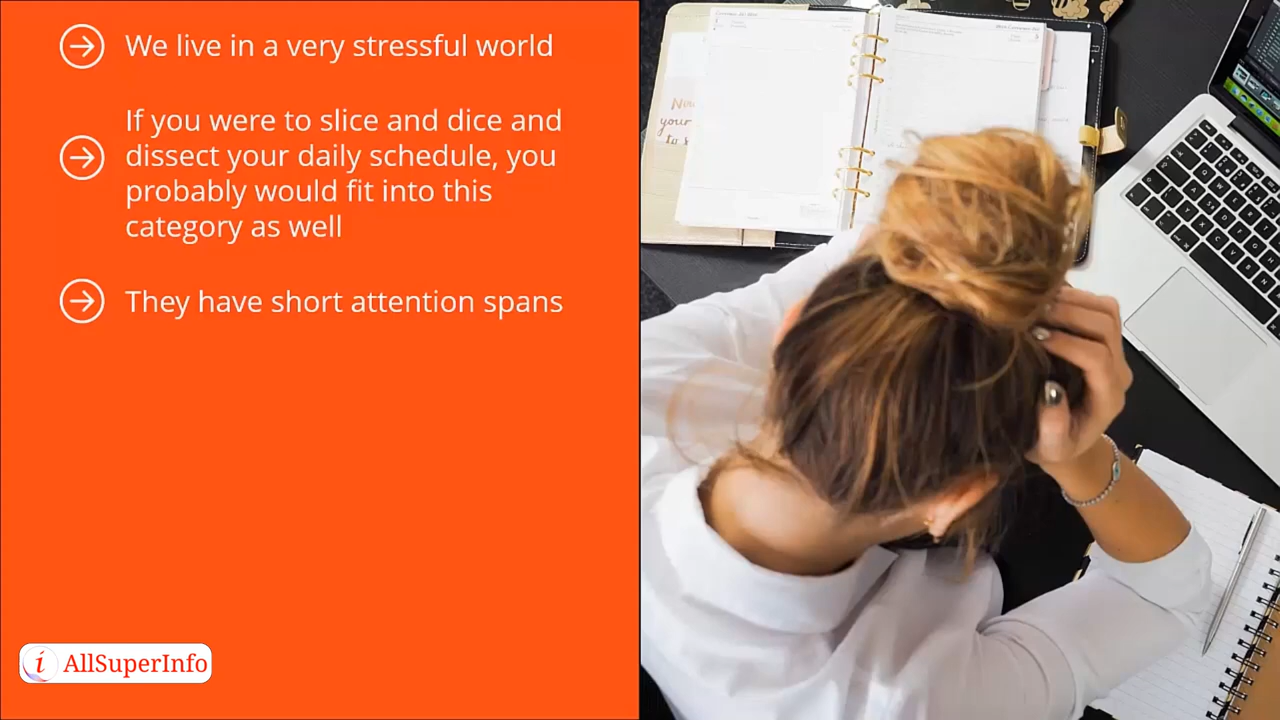 We live in a very stressful world
If you were to slice and dice and
dissect your daily schedule, you
probably would fit into this
category as well
They have short attention spans
i AllSuperInfo